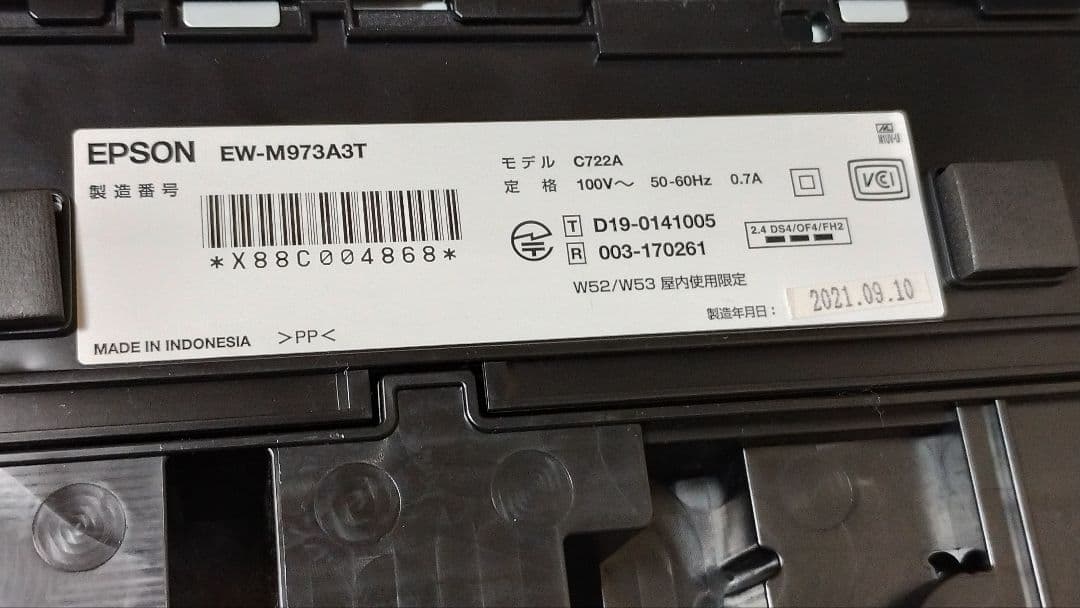 EPSON EW-M973A3T
製造番号
*X88C004868*
MADE IN INDONESIA >PP<
モデル C722A
定格 100V～ 50-60Hz 0.7A
T D19-0141005
R 003-170261
2.4 DS4/OF4/FH2
W52/W53 屋内使用限定
製造年月日： 2021.09.10
VCCI